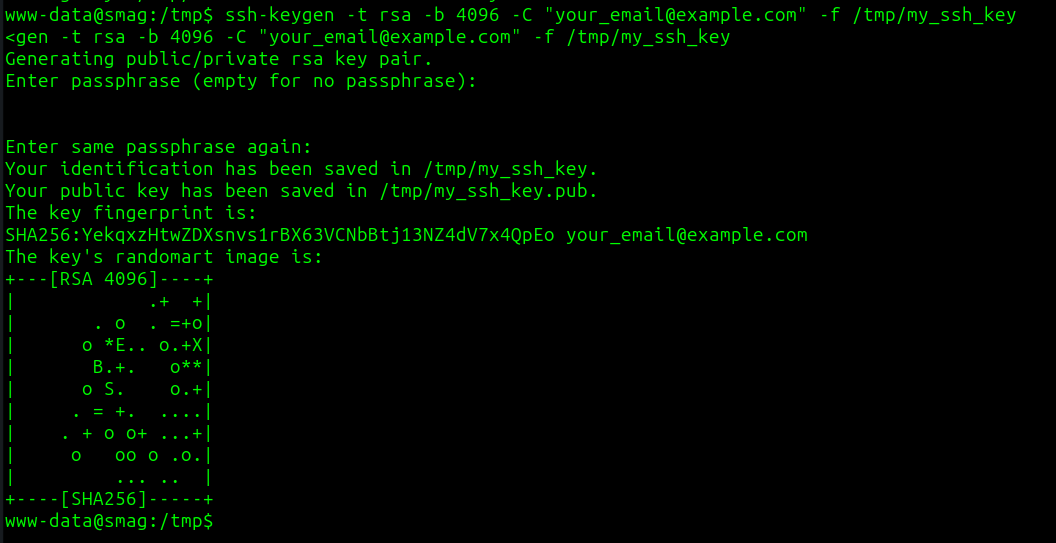 www-data@smag:/tmp$ ssh-keygen -t rsa -b 4096 -C "your_email@example.com" -f /tmp/my_ssh_key
<gen -t rsa -b 4096 -C "your_email@example.com" -f /tmp/my_ssh_key
Generating public/private rsa key pair.
Enter passphrase (empty for no passphrase):
Enter same passphrase again:
Your identification has been saved in /tmp/my_ssh_key.
Your public key has been saved in /tmp/my_ssh_key.pub.
The key fingerprint is:
SHA256:YekqxzHtwZDXsnvs1rBX63VCNbBtj13NZ4dV7x4QpEo your_email@example.com
The key's randomart image is:
+---[RSA 4096]----+
|            .+  +|
|       . o  . =+o|
|      o *E.. o.+X|
|       B.+.   o**|
|      o S.    o.+|
|     . = +.  ....|
|    . + o o+ ...+|
|     o   oo o .o.|
|         ... ..  |
+----[SHA256]-----+
www-data@smag:/tmp$